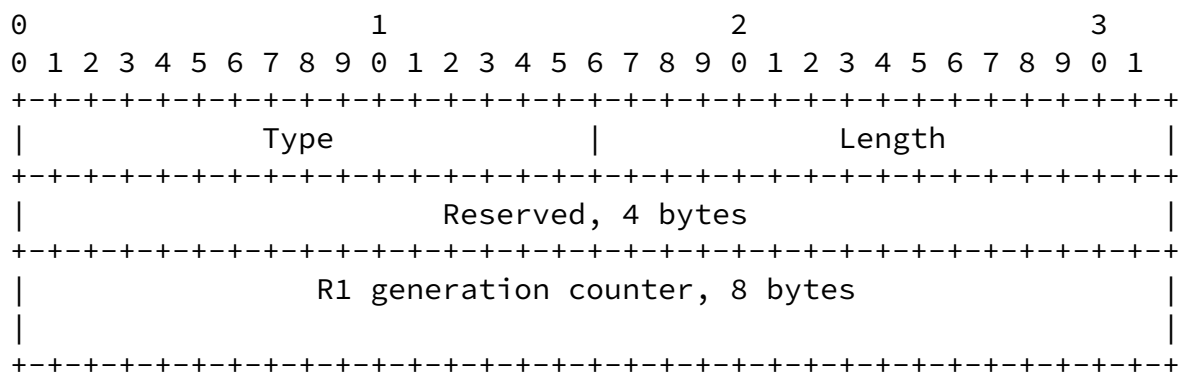 0                   1                   2                   3
0 1 2 3 4 5 6 7 8 9 0 1 2 3 4 5 6 7 8 9 0 1 2 3 4 5 6 7 8 9 0 1
+-+-+-+-+-+-+-+-+-+-+-+-+-+-+-+-+-+-+-+-+-+-+-+-+-+-+-+-+-+-+-+-+
|             Type              |             Length            |
+-+-+-+-+-+-+-+-+-+-+-+-+-+-+-+-+-+-+-+-+-+-+-+-+-+-+-+-+-+-+-+-+
|                       Reserved, 4 bytes                       |
+-+-+-+-+-+-+-+-+-+-+-+-+-+-+-+-+-+-+-+-+-+-+-+-+-+-+-+-+-+-+-+-+
|                R1 generation counter, 8 bytes                 |
|                                                               |
+-+-+-+-+-+-+-+-+-+-+-+-+-+-+-+-+-+-+-+-+-+-+-+-+-+-+-+-+-+-+-+-+